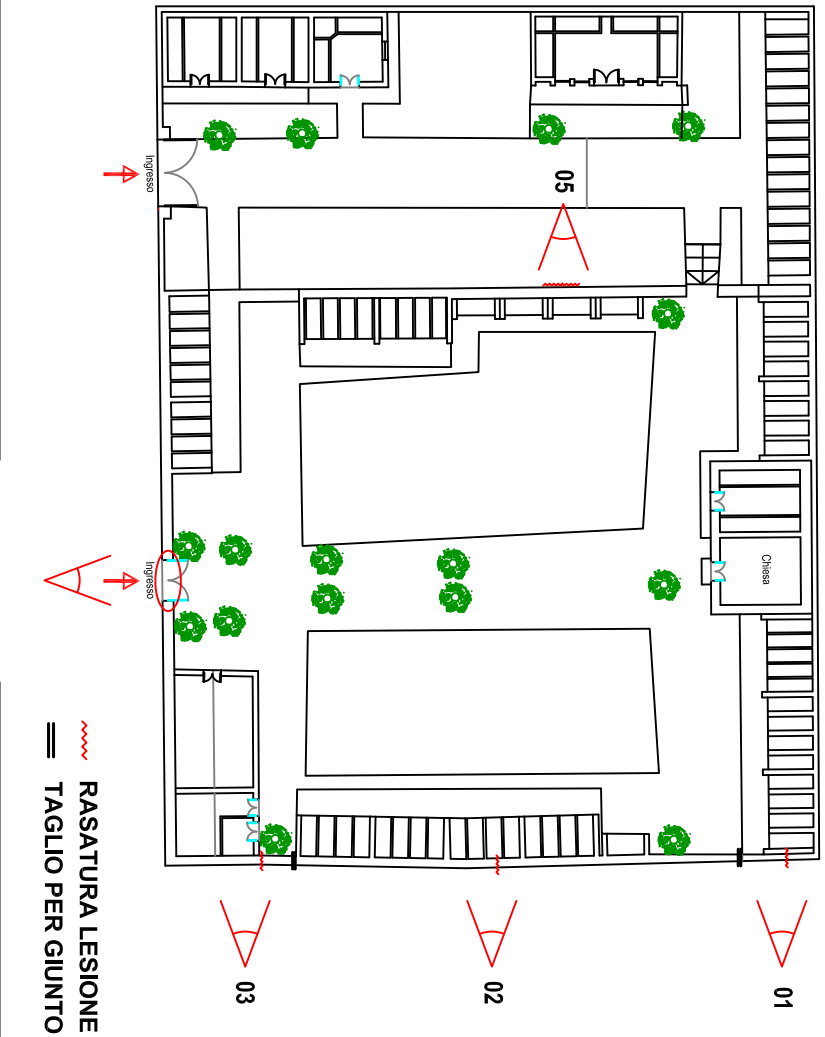 Ingresso
05
Chiesa
Ingresso
RASATURA LESIONE
TAGLIO PER GIUNTO
03
02
01